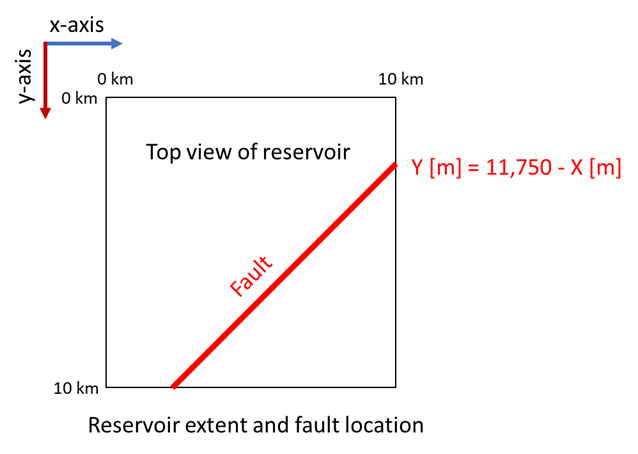 x-axis
y-axis
0 km
10 km
0 km
Top view of reservoir
Y [m] = 11,750 - X [m]
Fault
10 km
Reservoir extent and fault location